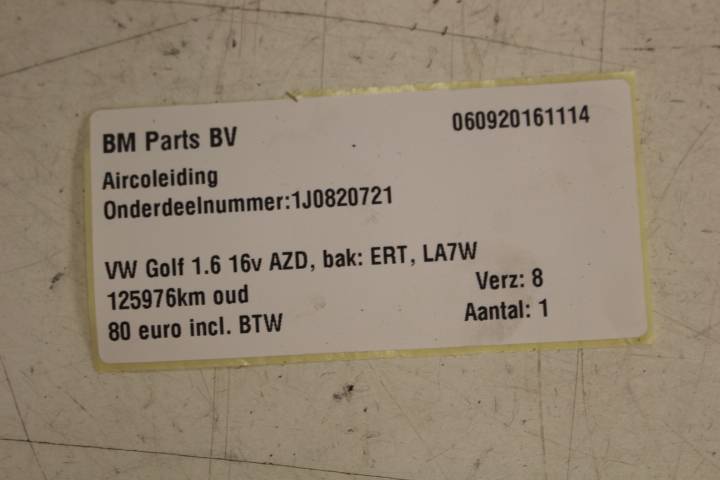 BM Parts BV 060920161114
Aircoleiding
Onderdeelnummer:1J0820721
VW Golf 1.6 16v AZD, bak: ERT, LA7W
125976km oud Verz: 8
80 euro incl. BTW Aantal: 1